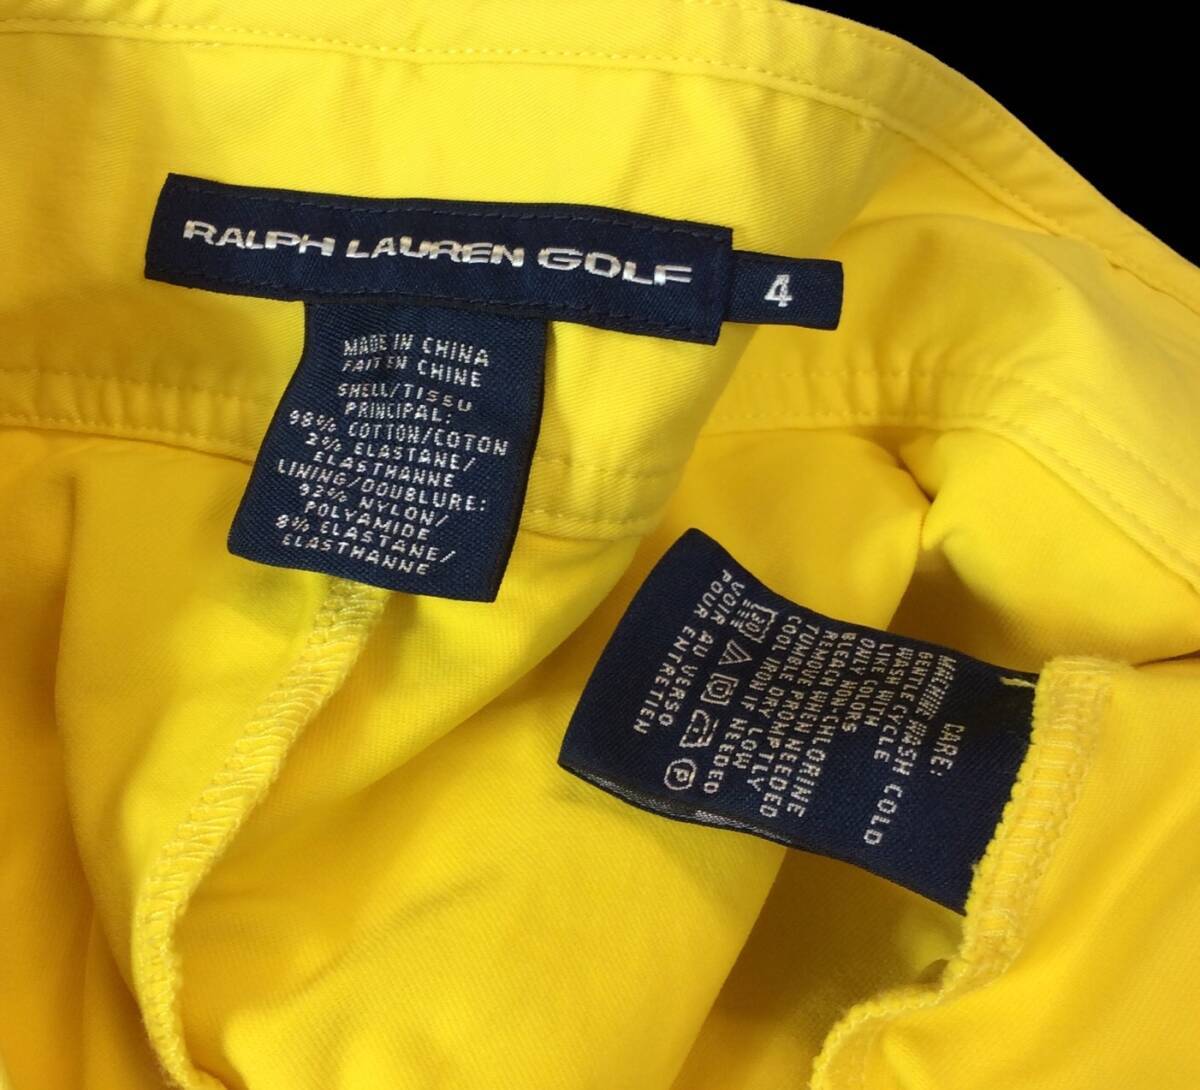 RALPH LAUREN GOLF
4
MADE IN CHINA
FAIT EN CHINE
SHELL/TISSU
PRINCIPAL:
98% COTTON/COTON
2% ELASTANE/
ELASTHANNE
LINING/DOUBLURE:
92% NYLON/
POLYAMIDE
8% ELASTANE/
ELASTHANNE
CARE:
MACHINE WASH COLD
GENTLE CYCLE
WASH WITH
LIKE COLORS
ONLY NON-CHLORINE
BLEACH WHEN NEEDED
REMOVE PROMPTLY
TUMBLE DRY LOW
COOL IRON IF NEEDED
30
P
VOIR AU VERSO
POUR ENTRETIEN